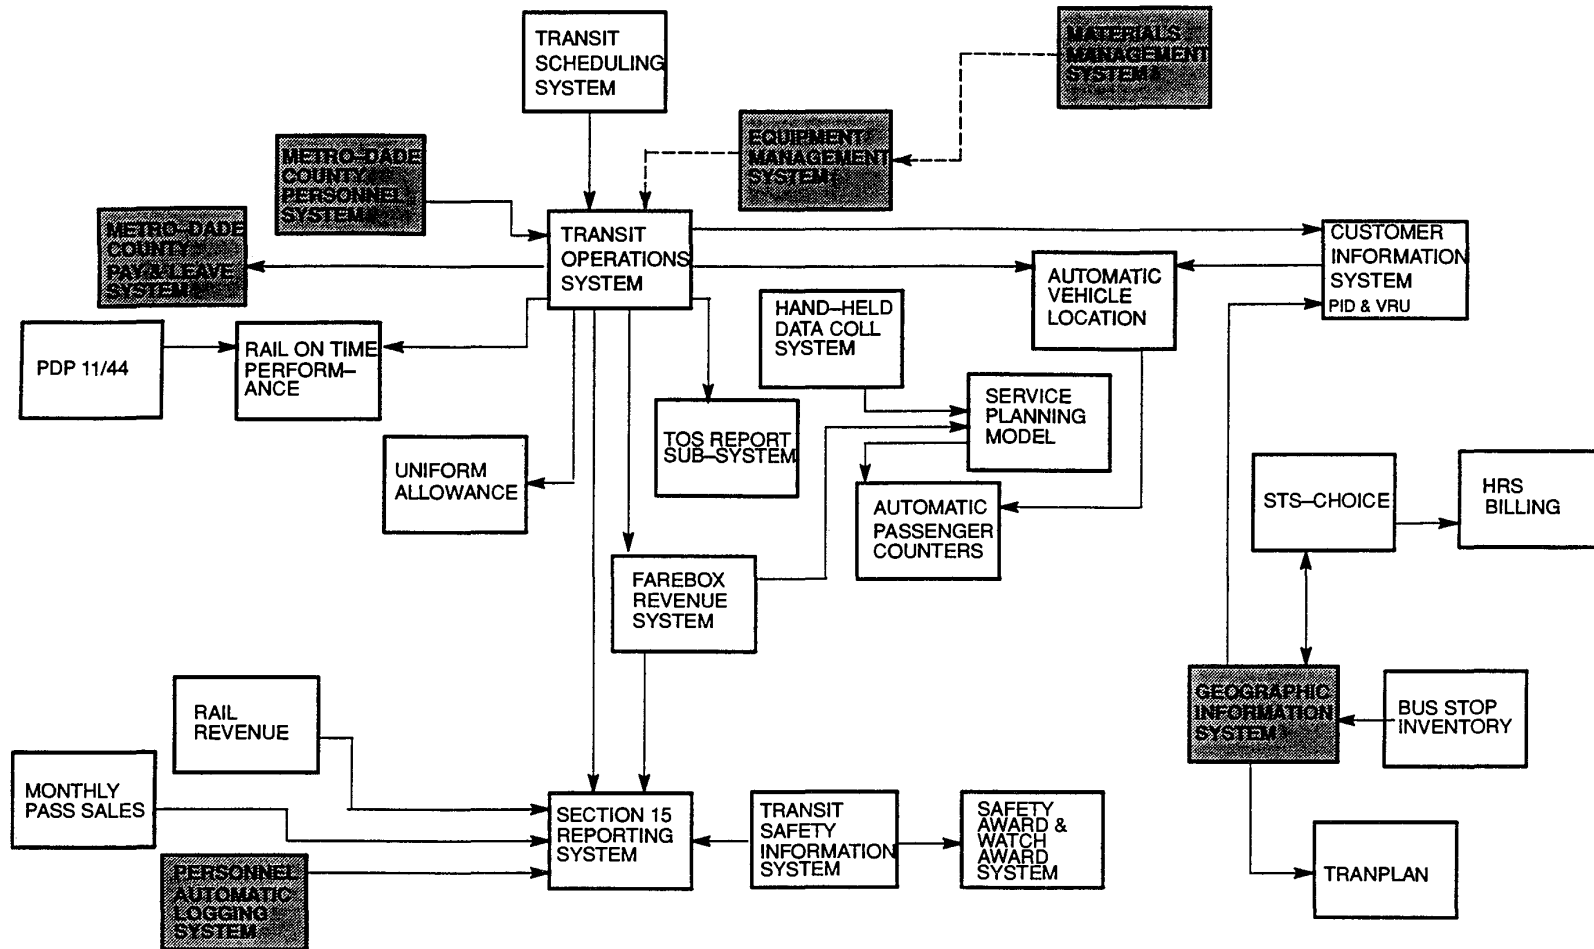 TRANSIT
SCHEDULING
SYSTEM
MATERIALS
MANAGEMENT
SYSTEM
EQUIPMENT
MANAGEMENT
SYSTEM
METRO–DADE
COUNTY
PERSONNEL
SYSTEM
METRO–DADE
COUNTY
PAY & LEAVE
SYSTEM
TRANSIT
OPERATIONS
SYSTEM
CUSTOMER
INFORMATION
SYSTEM
PID & VRU
AUTOMATIC
VEHICLE
LOCATION
HAND–HELD
DATA COLL
SYSTEM
PDP 11/44
RAIL ON TIME
PERFORM–
ANCE
SERVICE
PLANNING
MODEL
TOS REPORT
SUB–SYSTEM
UNIFORM
ALLOWANCE
AUTOMATIC
PASSENGER
COUNTERS
STS–CHOICE
HRS
BILLING
FAREBOX
REVENUE
SYSTEM
GEOGRAPHIC
INFORMATION
SYSTEM
BUS STOP
INVENTORY
RAIL
REVENUE
MONTHLY
PASS SALES
SECTION 15
REPORTING
SYSTEM
TRANSIT
SAFETY
INFORMATION
SYSTEM
SAFETY
AWARD &
WATCH
AWARD
SYSTEM
TRANPLAN
PERSONNEL
AUTOMATIC
LOGGING
SYSTEM